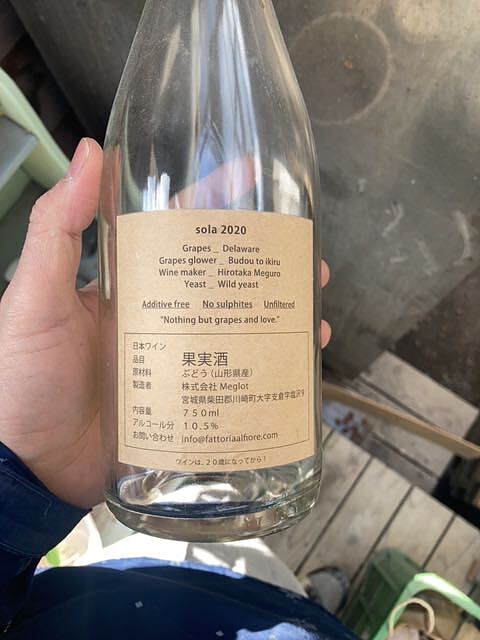 sola 2020
Grapes _ Delaware
Grapes glower _ Budou to ikiru
Wine maker _ Hirotaka Meguro
Yeast _ Wild yeast
Additive free No sulphites Unfiltered
"Nothing but grapes and love."
日本ワイン
品目 果実酒
原材料 ぶどう(山形県産)
製造者 株式会社 Meglot
宮城県柴田郡川崎町大字支倉字塩沢9
内容量 750ml
アルコール分 10.5%
お問い合わせ info@fattoriaalfiore.com
ワインは、20歳になってから!